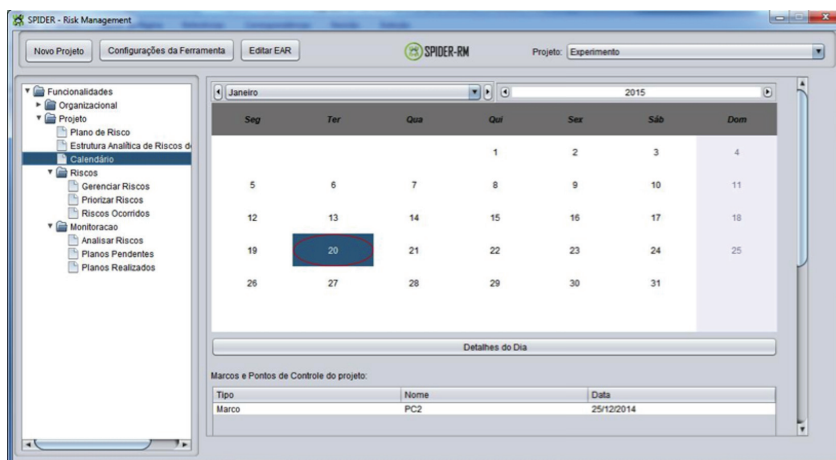 SPIDER - Risk Management
Novo Projeto Configurações da Ferramenta Editar EAR SPIDER-RM Projeto: Experimento
Funcionalidades
Organizacional
Projeto
Plano de Risco
Estrutura Analítica de Riscos d
Calendário
Riscos
Gerenciar Riscos
Priorizar Riscos
Riscos Ocorridos
Monitoracao
Analisar Riscos
Planos Pendentes
Planos Realizados
Janeiro 2015
Seg Ter Qua Qui Sex Sáb Dom
1 2 3 4
5 6 7 8 9 10 11
12 13 14 15 16 17 18
19 20 21 22 23 24 25
26 27 28 29 30 31
Detalhes do Dia
Marcos e Pontos de Controle do projeto:
Tipo Nome Data
Marco PC2 25/12/2014